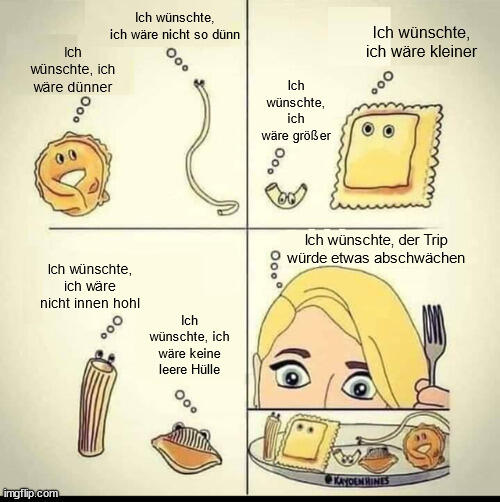 Ich
wünschte, ich
wäre dünner
Ich wünschte,
ich wäre nicht so dünn
Ich
wünschte,
ich
wäre größer
Ich wünschte,
ich wäre kleiner
Ich wünschte,
ich wäre
nicht innen hohl
Ich
wünschte, ich
wäre keine
leere Hülle
Ich wünschte, der Trip
würde etwas abschwächen
KAYDENHINES
imgflip.com